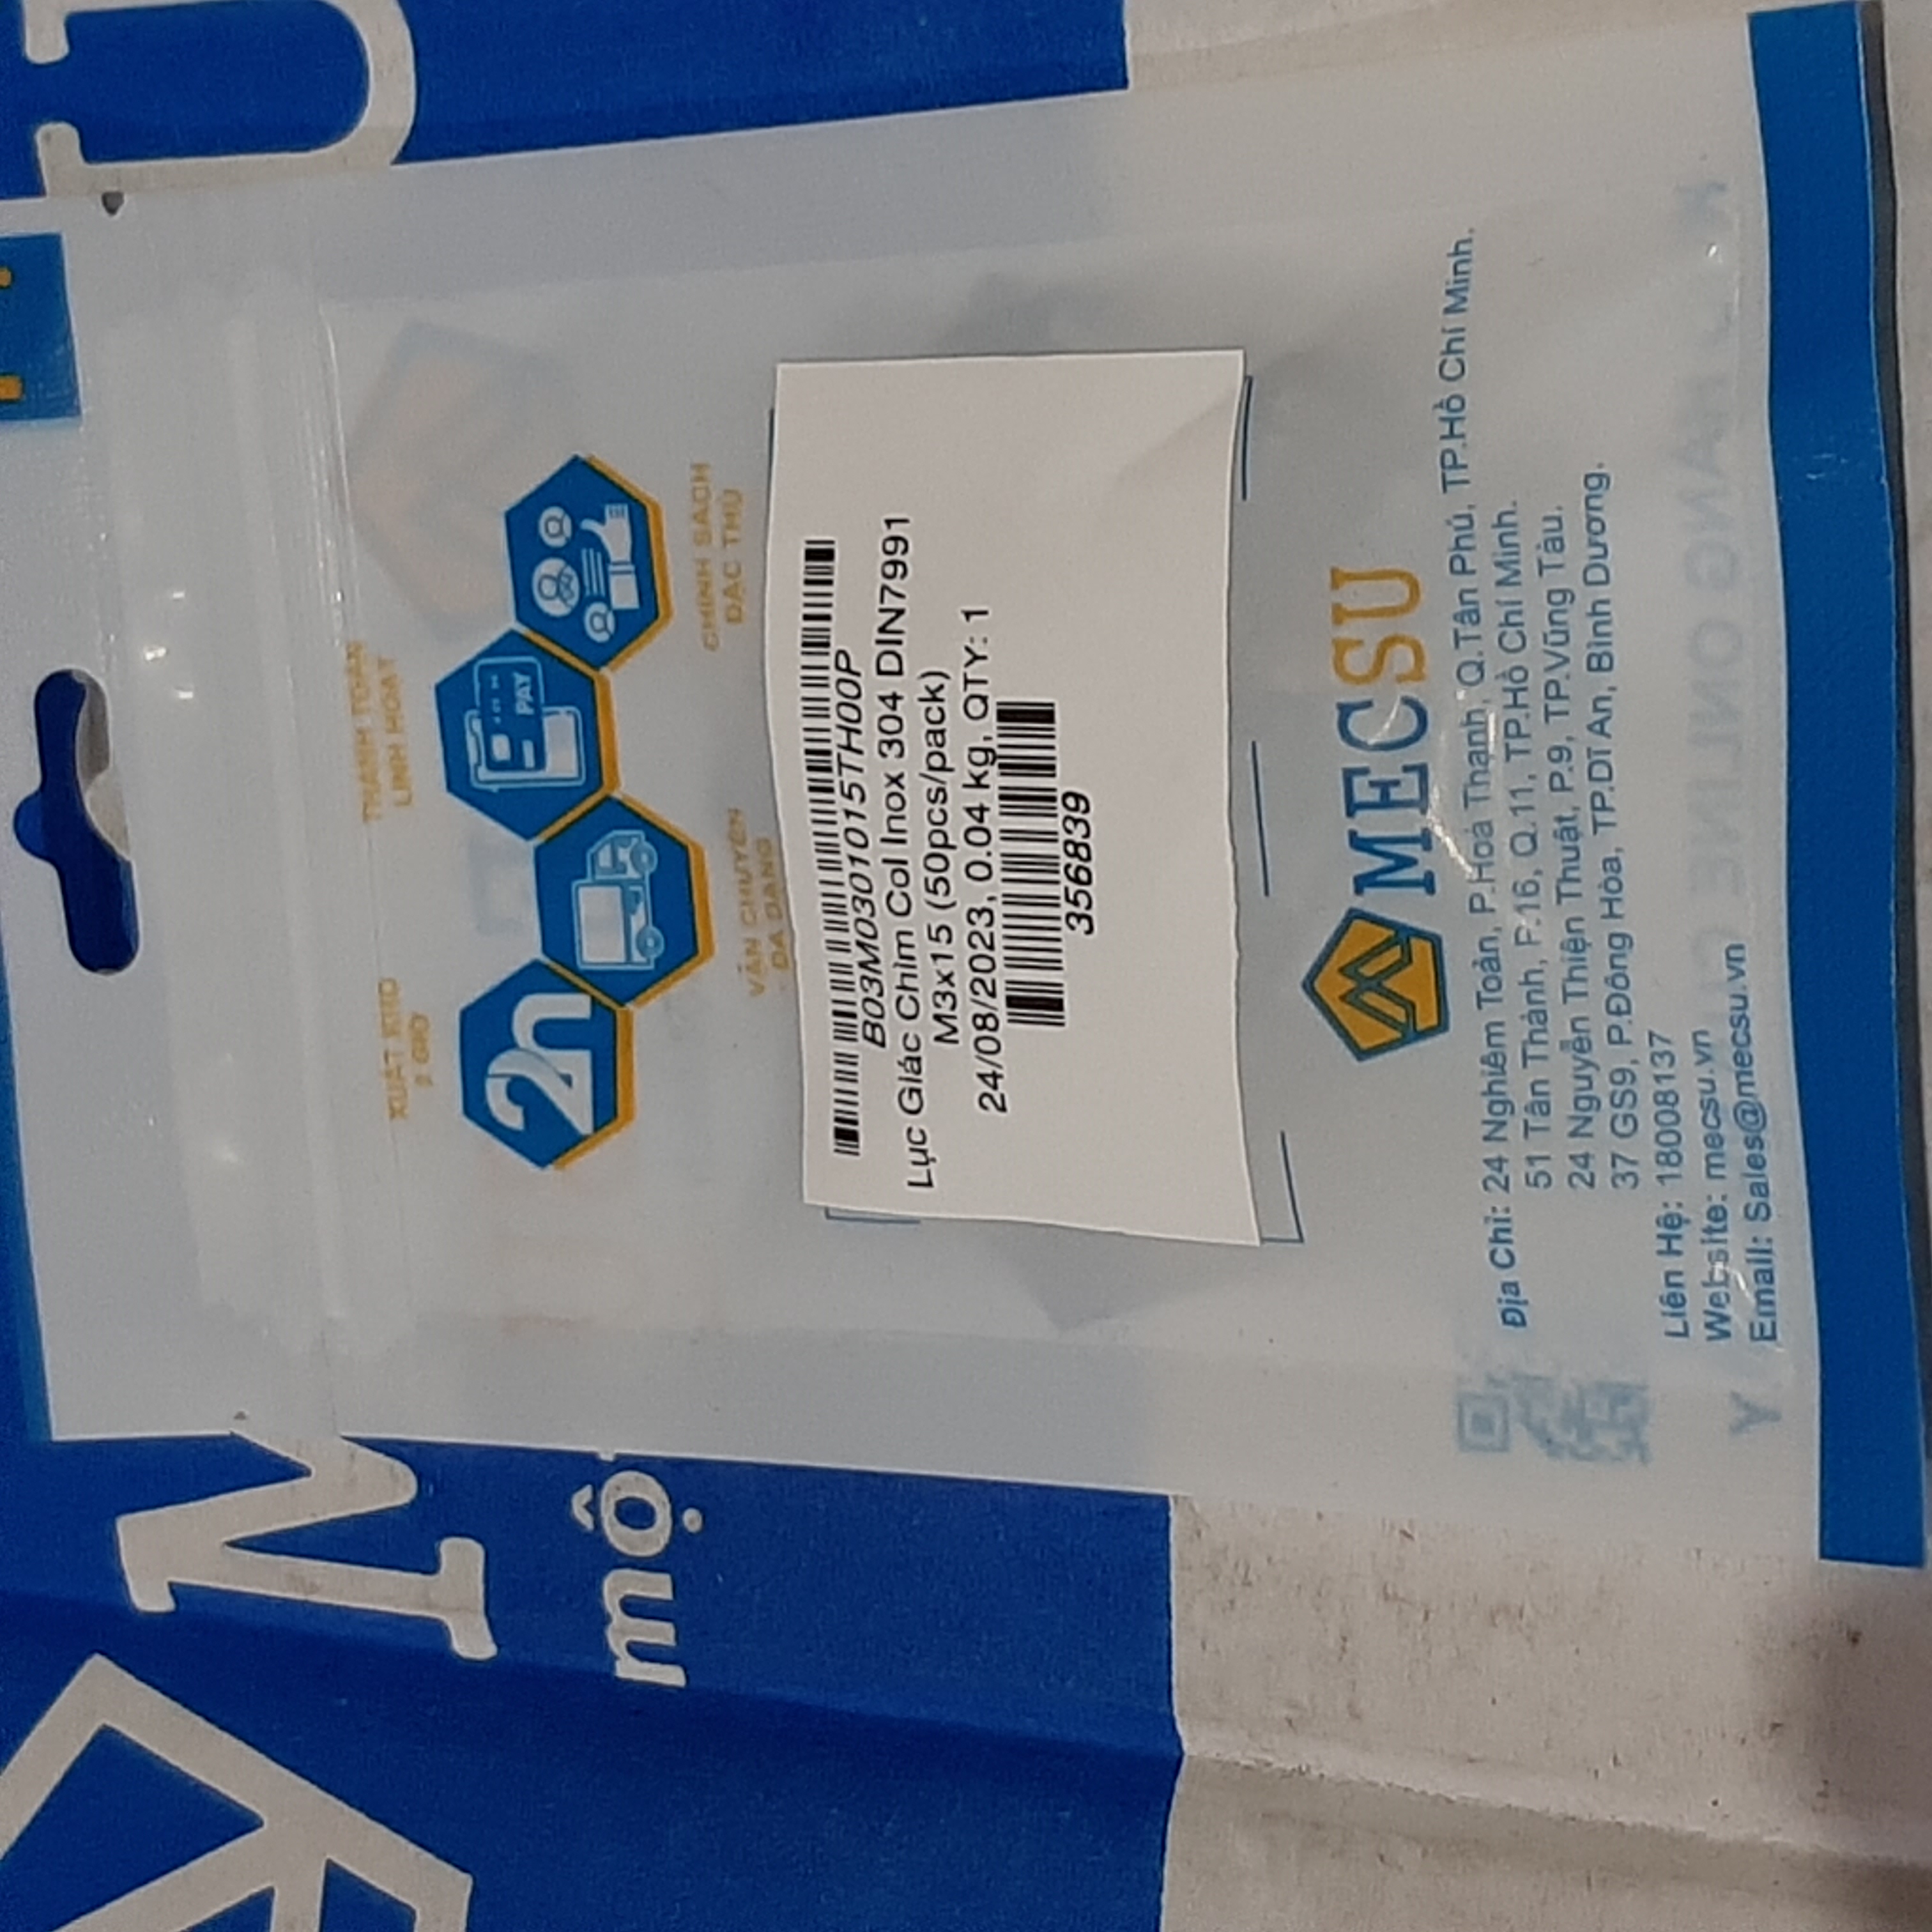 XUẤT KHO
2 GIỜ
THANH TOÁN
LINH HOẠT
VẬN CHUYỂN
ĐA DẠNG
CHÍNH SÁCH
ĐẶC THÙ
2h
PAY
B03M0301015TH00P
Lục Giác Chìm Col Inox 304 DIN7991
M3x15 (50pcs/pack)
24/08/2023, 0.04 kg, QTY: 1
356839
MECSU
Địa Chỉ: 24 Nghiêm Toản, P.Hoà Thạnh, Q.Tân Phú, TP.Hồ Chí Minh.
51 Tân Thành, P.16, Q.11, TP.Hồ Chí Minh.
24 Nguyễn Thiện Thuật, P.9, TP.Vũng Tàu.
37 GS9, P.Đông Hòa, TP.Dĩ An, Bình Dương.
Liên Hệ: 18008137
Website: mecsu.vn
Email: Sales@mecsu.vn